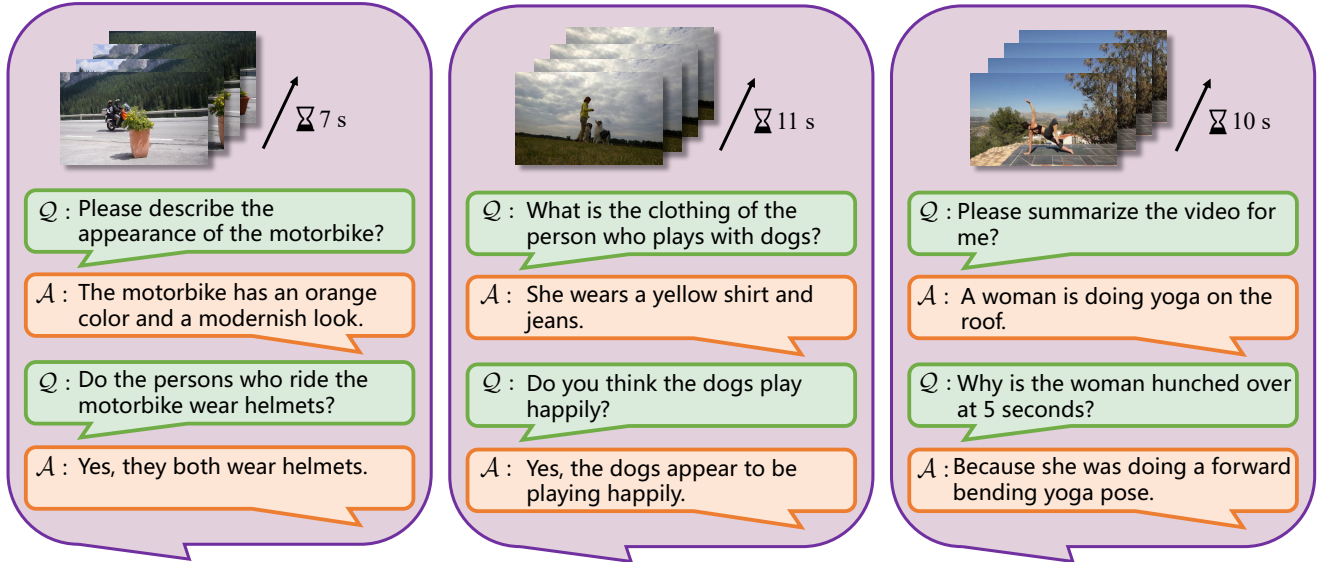 7 s
Q : Please describe the
appearance of the motorbike?
A : The motorbike has an orange
color and a modernish look.
Q : Do the persons who ride the
motorbike wear helmets?
A : Yes, they both wear helmets.
11 s
Q : What is the clothing of the
person who plays with dogs?
A : She wears a yellow shirt and
jeans.
Q : Do you think the dogs play
happily?
A : Yes, the dogs appear to be
playing happily.
10 s
Q : Please summarize the video for
me?
A : A woman is doing yoga on the
roof.
Q : Why is the woman hunched over
at 5 seconds?
A : Because she was doing a forward
bending yoga pose.